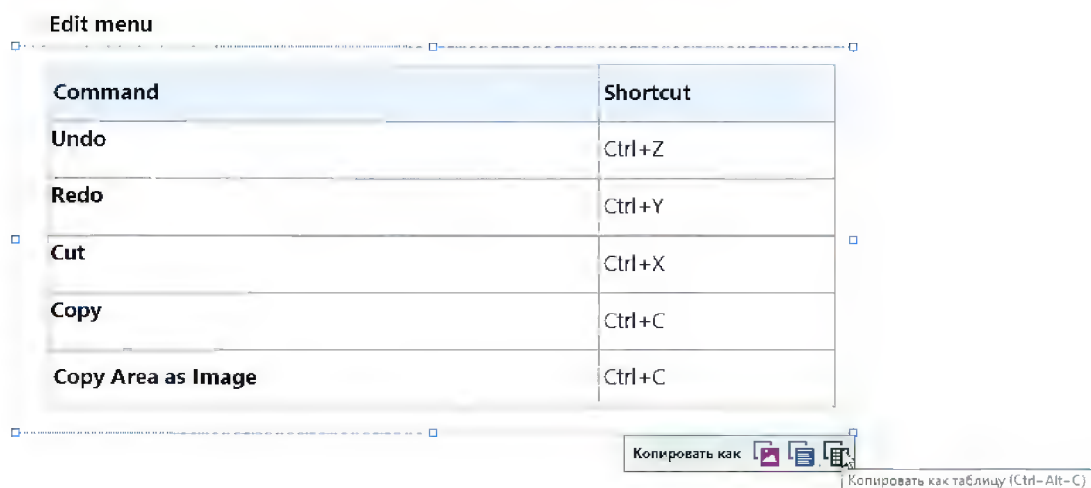 Edit menu
Command Shortcut
Undo Ctrl+Z
Redo Ctrl+Y
Cut Ctrl+X
Copy Ctrl+C
Copy Area as Image Ctrl+C
Копировать как
Копировать как таблицу (Ctrl-Alt-C)